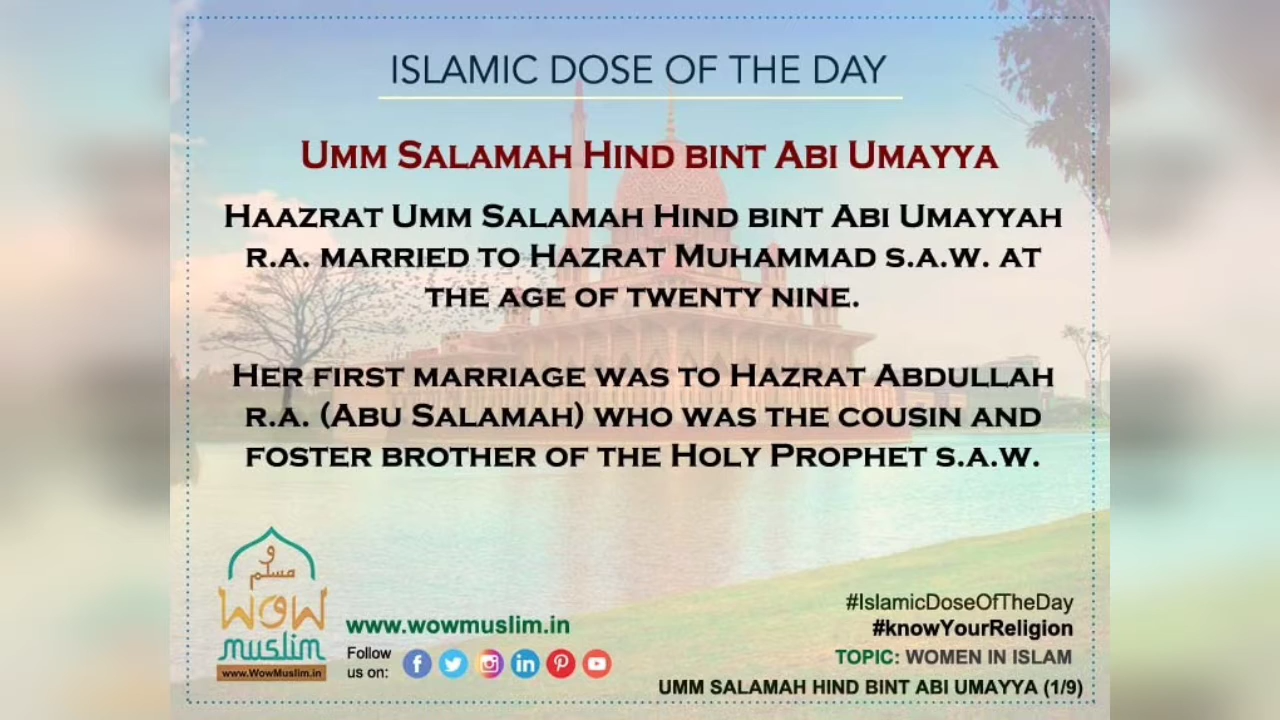 ISLAMIC DOSE OF THE DAY
UMM SALAMAH HIND BINT ABI UMAYYA
HAAZRAT UMM SALAMAH HIND BINT ABI UMAYYAH
R.A. MARRIED TO HAZRAT MUHAMMAD S.A.W. AT
THE AGE OF TWENTY NINE.
HER FIRST MARRIAGE WAS TO HAZRAT ABDULLAH
R.A. (ABU SALAMAH) WHO WAS THE COUSIN AND
FOSTER BROTHER OF THE HOLY PROPHET S.A.W.
و
مسلم
WOW
muslim
www.WowMuslim.in
www.wowmuslim.in
Follow
us on:
#IslamicDoseOfTheDay
#knowYourReligion
TOPIC: WOMEN IN ISLAM
UMM SALAMAH HIND BINT ABI UMAYYA (1/9)